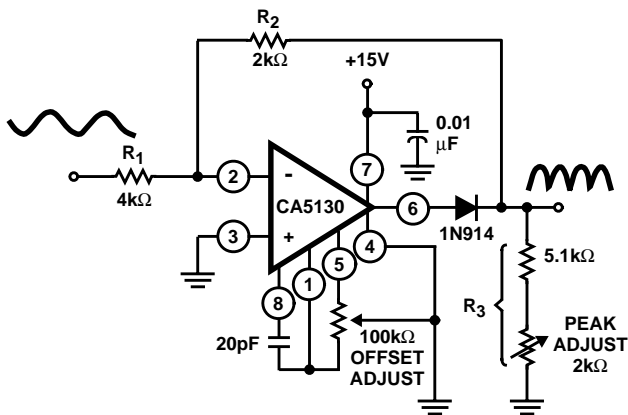 R2
2kΩ
+15V
0.01
μF
R1
4kΩ
2
-
7
CA5130
6
1N914
3
+
4
5
1
8
5.1kΩ
R3
20pF
100kΩ
OFFSET
ADJUST
PEAK
ADJUST
2kΩ